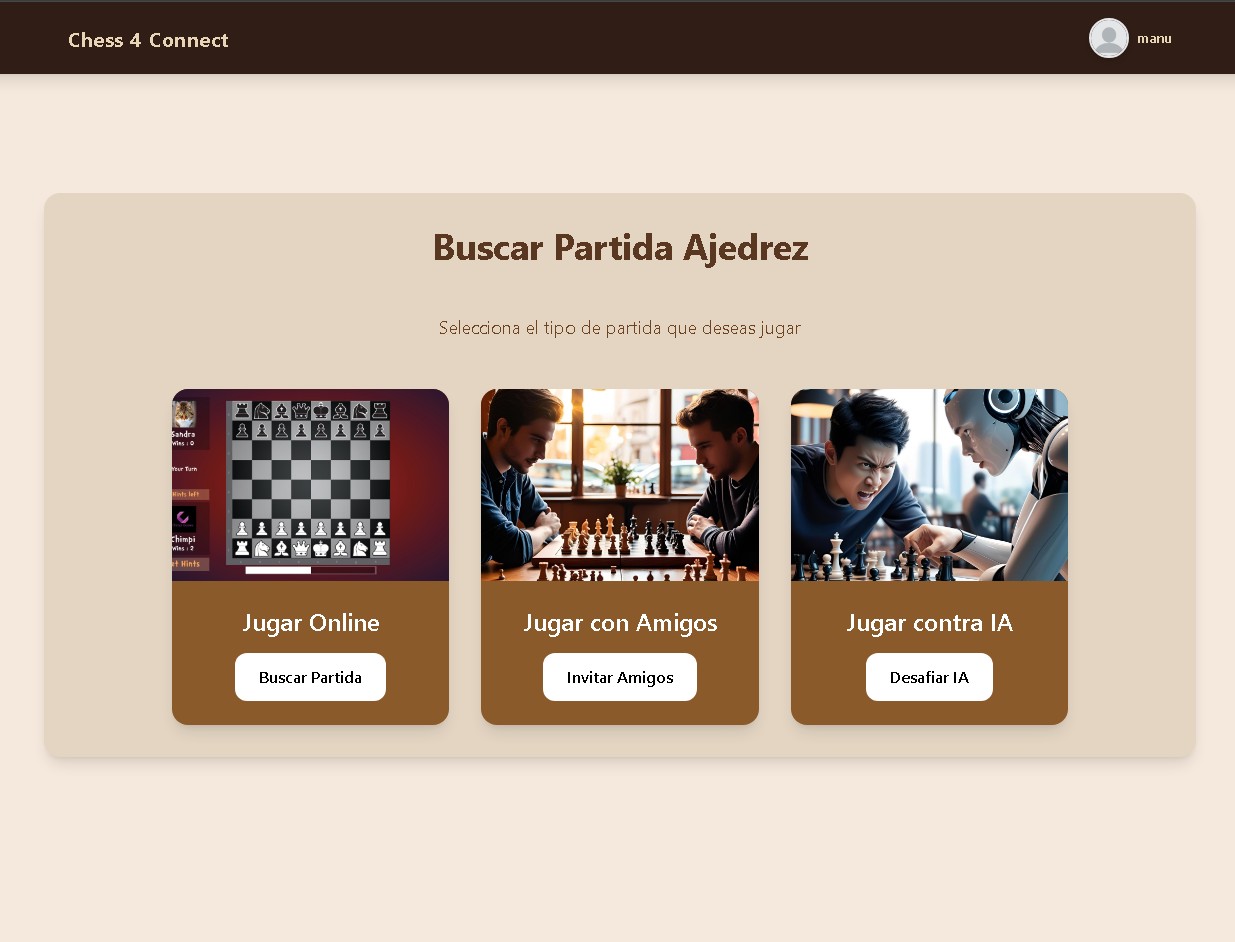 Chess 4 Connect
manu
Buscar Partida Ajedrez
Selecciona el tipo de partida que deseas jugar
Sandra
Wins : 0
Your Turn
Hints left
Chimpi
Wins : 2
et Hints
Jugar Online
Buscar Partida
Jugar con Amigos
Invitar Amigos
Jugar contra IA
Desafiar IA